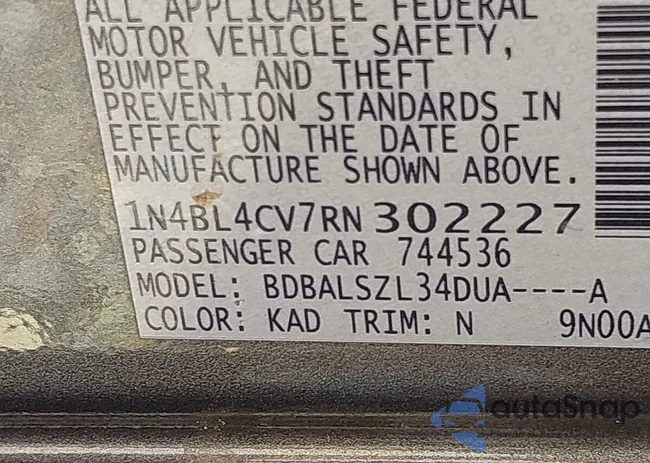 ALL APPLICABLE FEDERAL
MOTOR VEHICLE SAFETY,
BUMPER, AND THEFT
PREVENTION STANDARDS IN
EFFECT ON THE DATE OF
MANUFACTURE SHOWN ABOVE.
1N4BL4CV7RN302227
PASSENGER CAR 744536
MODEL: BDBALSZL34DUA----A
COLOR: KAD TRIM: N 9N00A
autoSnap